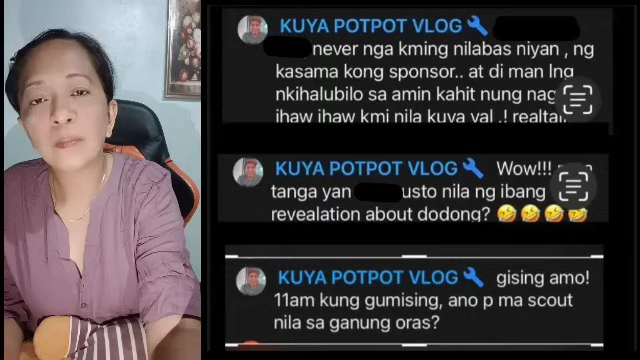 KUYA POTPOT VLOG
never nga kming nilabas niyan , ng
kasama kong sponsor.. at di man lng
nkihalubilo sa amin kahit nung nag
ihaw ihaw kmi nila kuya val .! realtalk
KUYA POTPOT VLOG Wow!!!
tanga yan usto nila ng ibang
revealation about dodong? 🤣🤣🤣🤣
KUYA POTPOT VLOG gising amo!
11am kung gumising, ano p ma scout
nila sa ganung oras?